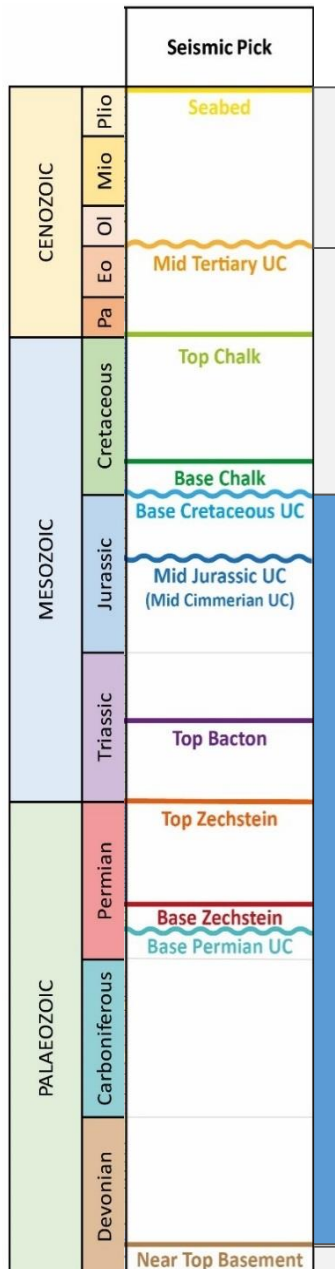 Seismic Pick
CENOZOIC
Plio
Mio
Ol
Eo
Pa
Seabed
Mid Tertiary UC
MESOZOIC
Cretaceous
Jurassic
Triassic
Top Chalk
Base Chalk
Base Cretaceous UC
Mid Jurassic UC
(Mid Cimmerian UC)
Top Bacton
PALAEOZOIC
Permian
Carboniferous
Devonian
Top Zechstein
Base Zechstein
Base Permian UC
Near Top Basement